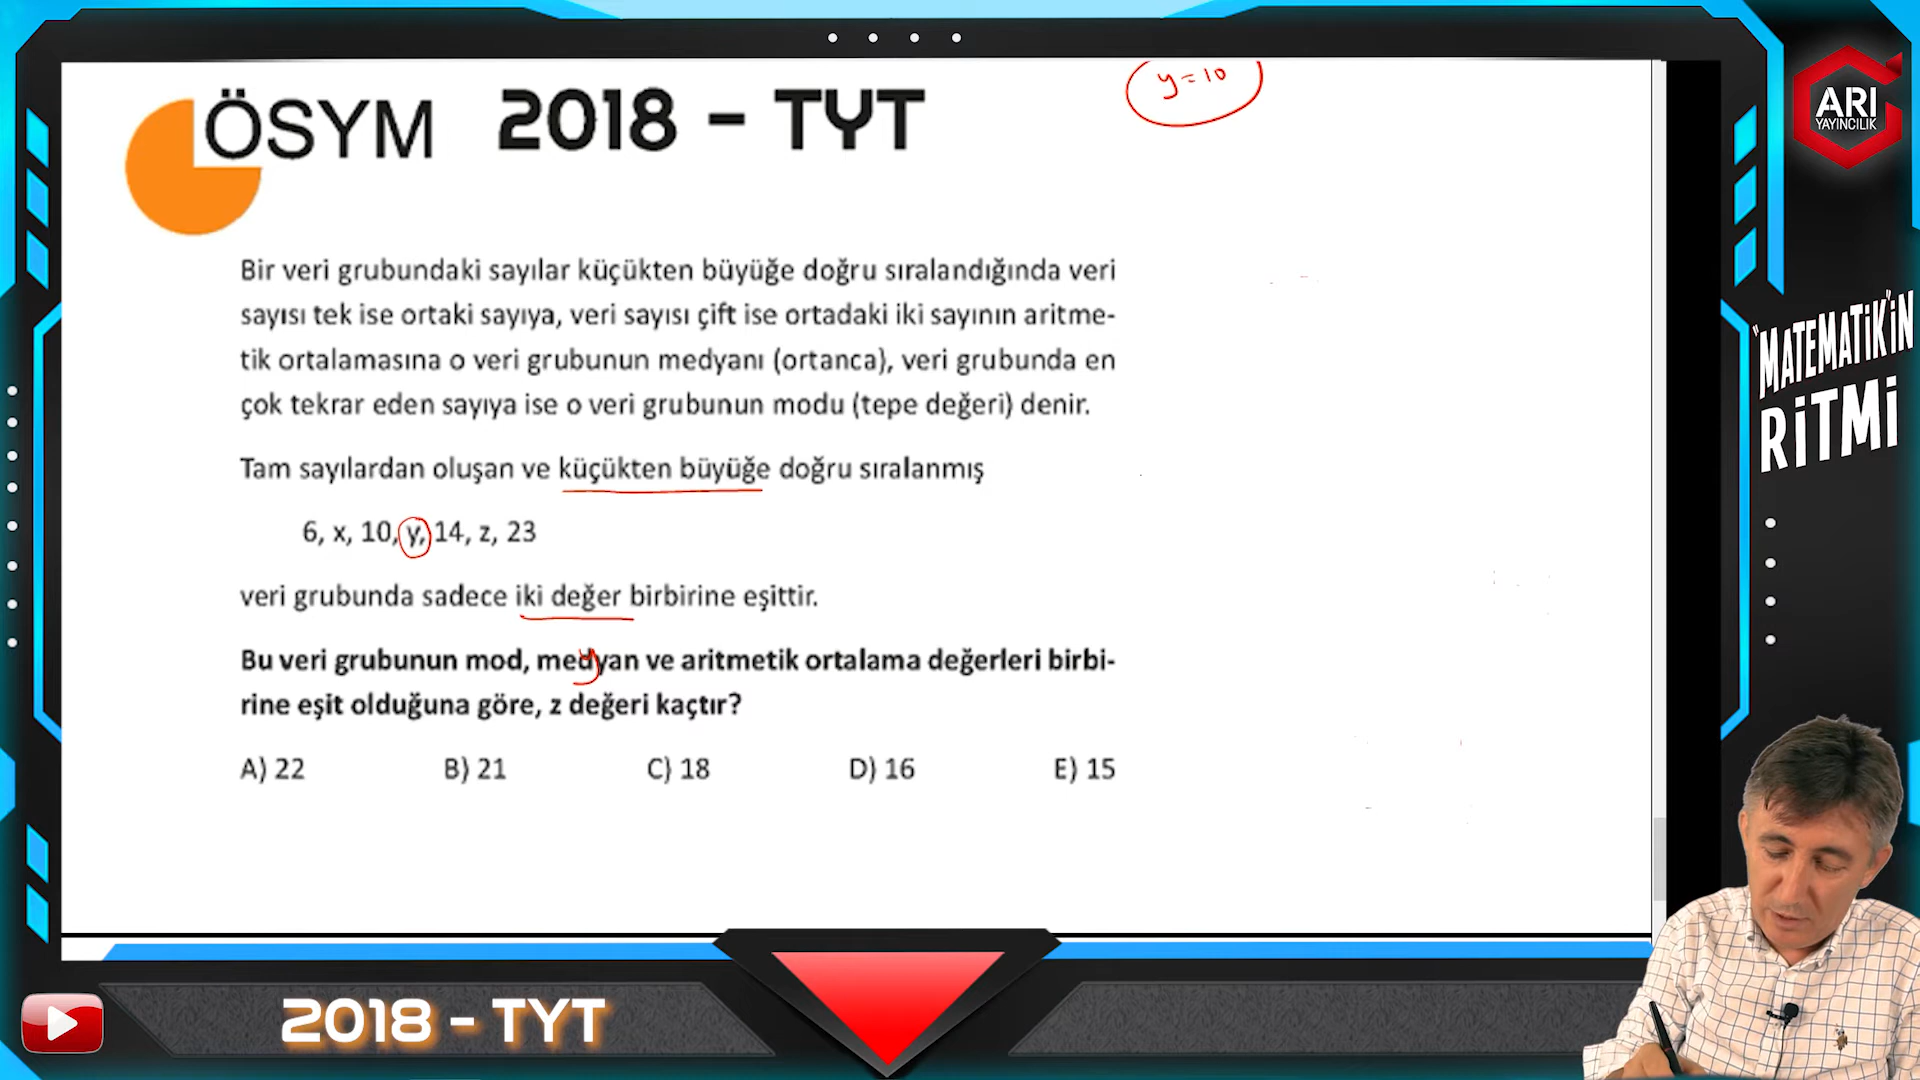 y = 10
ÖSYM 2018 - TYT
ARI
YAYINCILIK
Bir veri grubundaki sayılar küçükten büyüğe doğru sıralandığında veri
sayısı tek ise ortaki sayıya, veri sayısı çift ise ortadaki iki sayının aritme-
tik ortalamasına o veri grubunun medyanı (ortanca), veri grubunda en
çok tekrar eden sayıya ise o veri grubunun modu (tepe değeri) denir.
Tam sayılardan oluşan ve küçükten büyüğe doğru sıralanmış
6, x, 10, y, 14, z, 23
veri grubunda sadece iki değer birbirine eşittir.
y
Bu veri grubunun mod, medyan ve aritmetik ortalama değerleri birbi-
rine eşit olduğuna göre, z değeri kaçtır?
A) 22 B) 21 C) 18 D) 16 E) 15
"MATEMATİK'İN
RİTMİ"
2018 - TYT